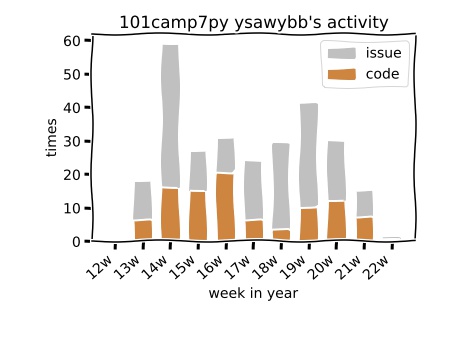 101camp7py ysawybb's activity
issue
code
times
60
50
40
30
20
10
0
12w 13w 14w 15w 16w 17w 18w 19w 20w 21w 22w
week in year